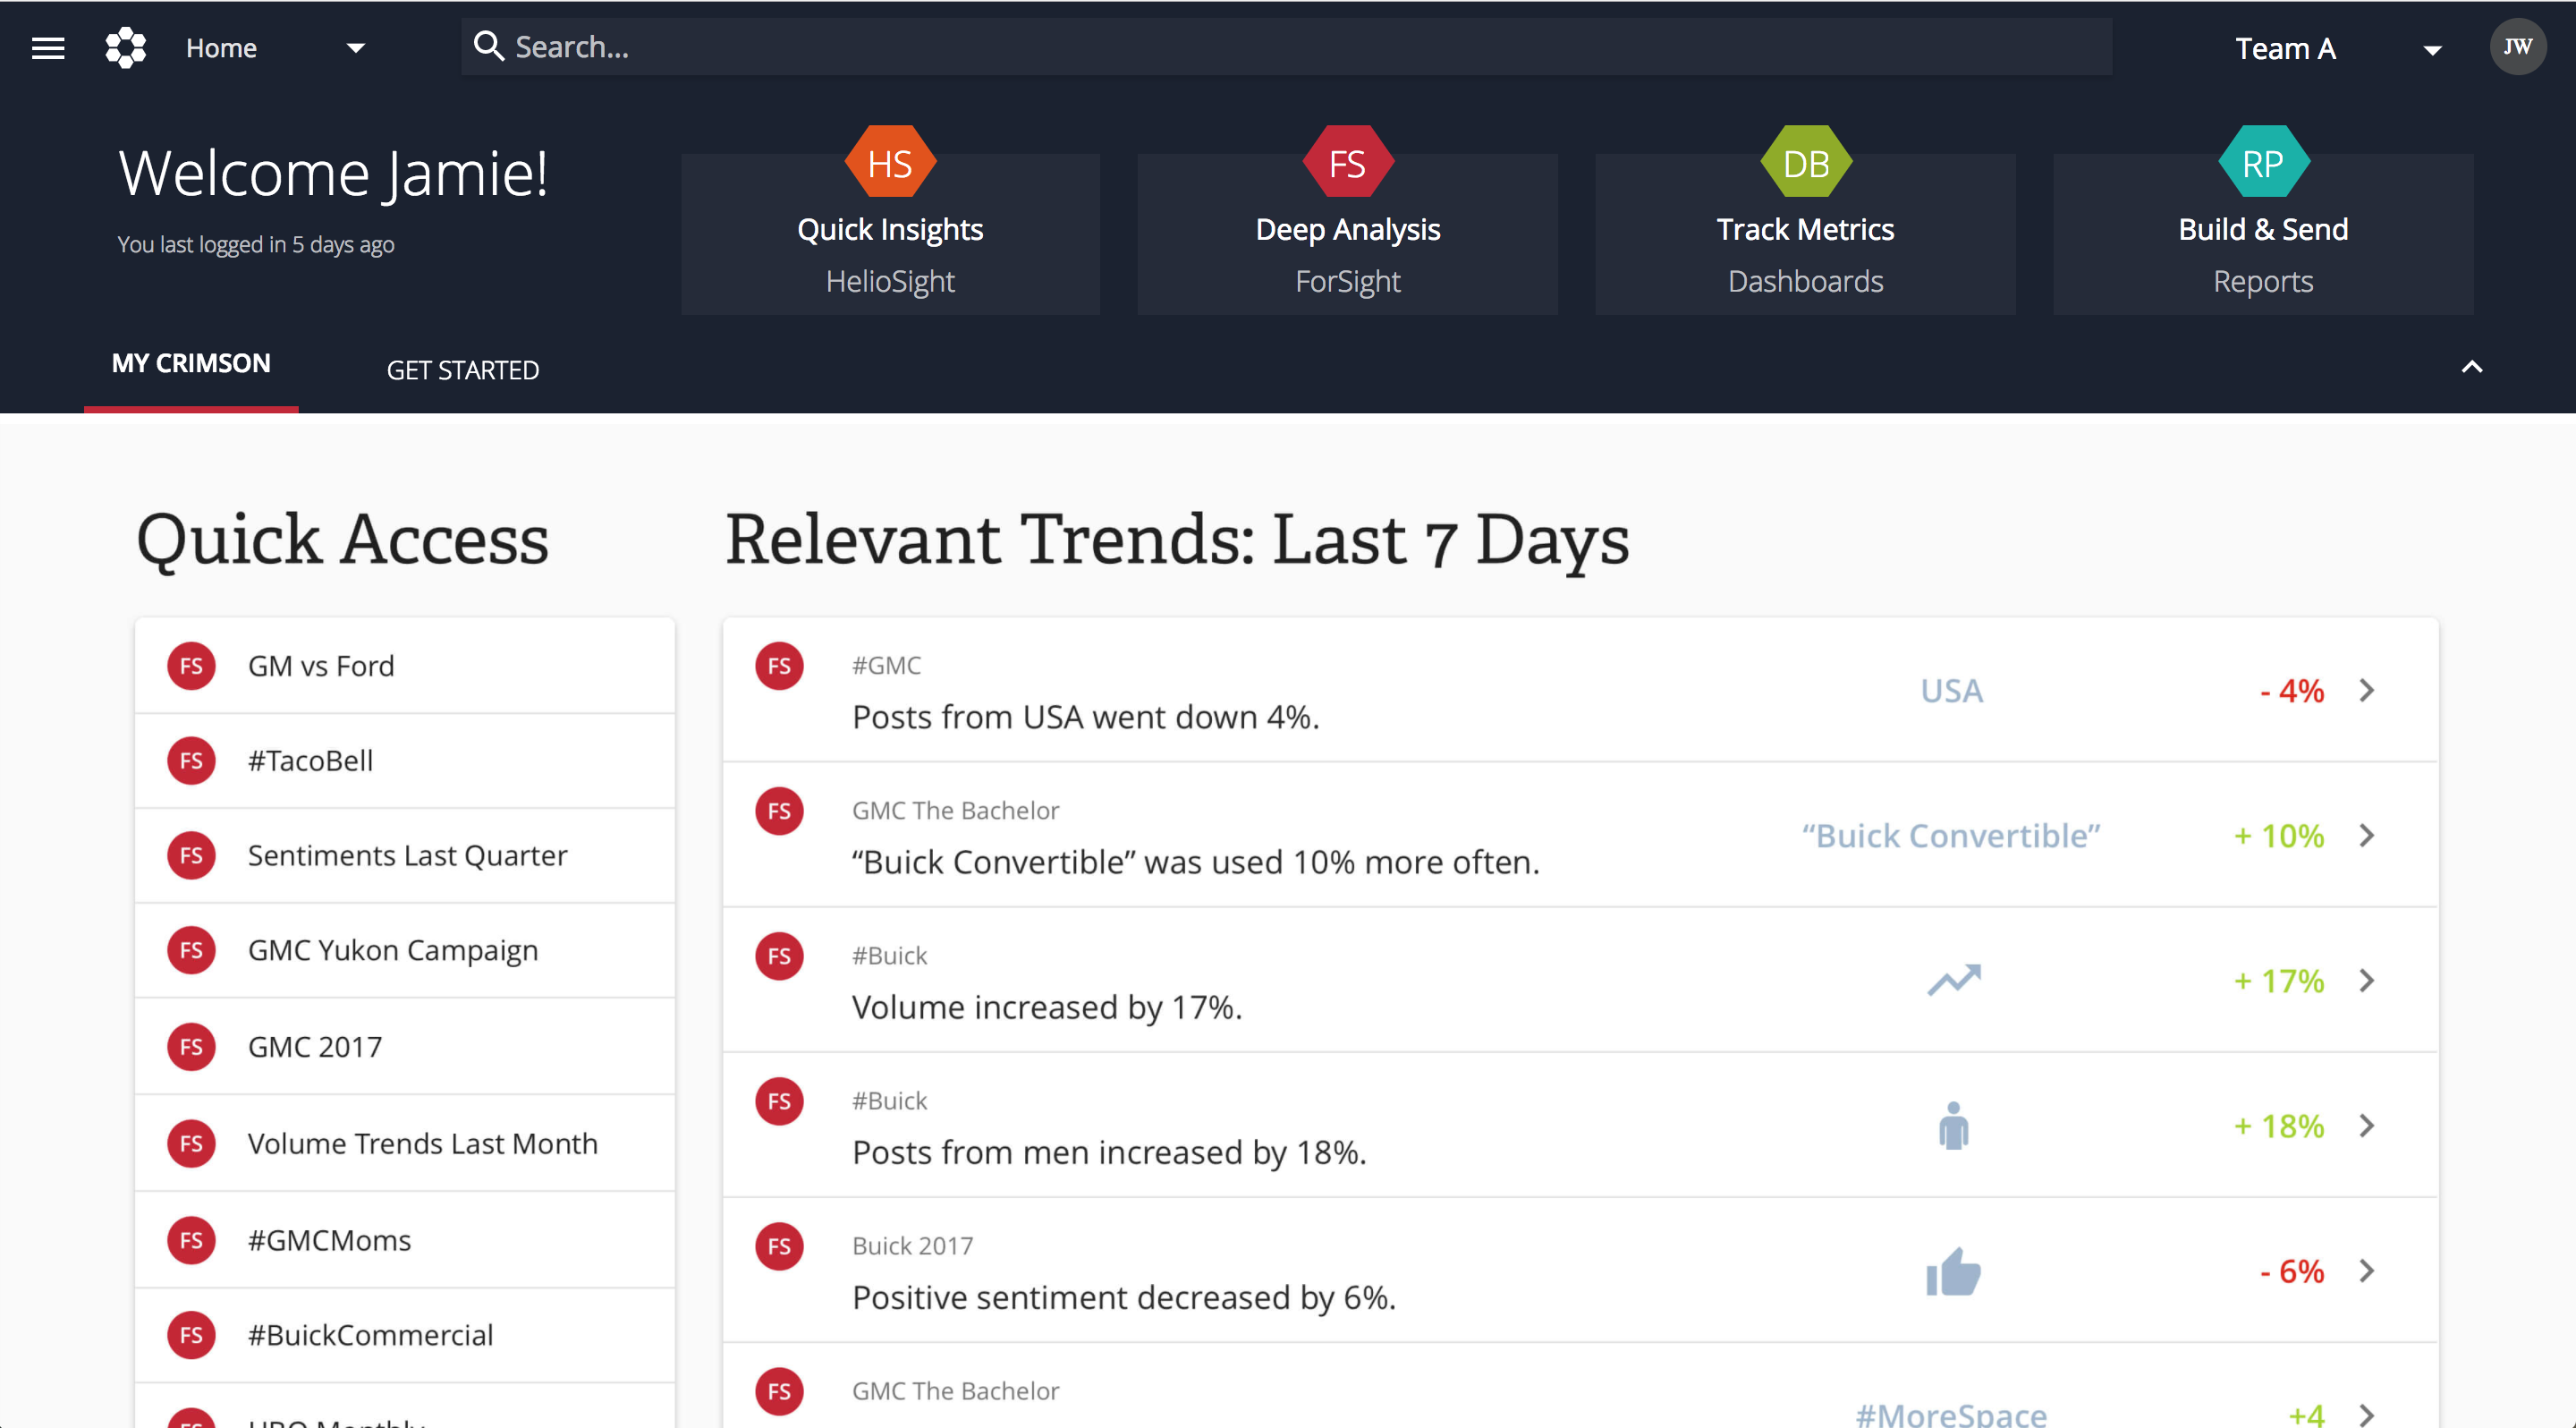 Home
Search...
Team A
JW
Welcome Jamie!
You last logged in 5 days ago
HS
Quick Insights
HelioSight
FS
Deep Analysis
ForSight
DB
Track Metrics
Dashboards
RP
Build & Send
Reports
MY CRIMSON
GET STARTED
Quick Access
FS GM vs Ford
FS #TacoBell
FS Sentiments Last Quarter
FS GMC Yukon Campaign
FS GMC 2017
FS Volume Trends Last Month
FS #GMCMoms
FS #BuickCommercial
FS HBO Monthly
Relevant Trends: Last 7 Days
FS #GMC
Posts from USA went down 4%.
USA - 4%
FS GMC The Bachelor
“Buick Convertible” was used 10% more often.
“Buick Convertible” + 10%
FS #Buick
Volume increased by 17%.
+ 17%
FS #Buick
Posts from men increased by 18%.
+ 18%
FS Buick 2017
Positive sentiment decreased by 6%.
- 6%
FS GMC The Bachelor
#MoreSpace +4